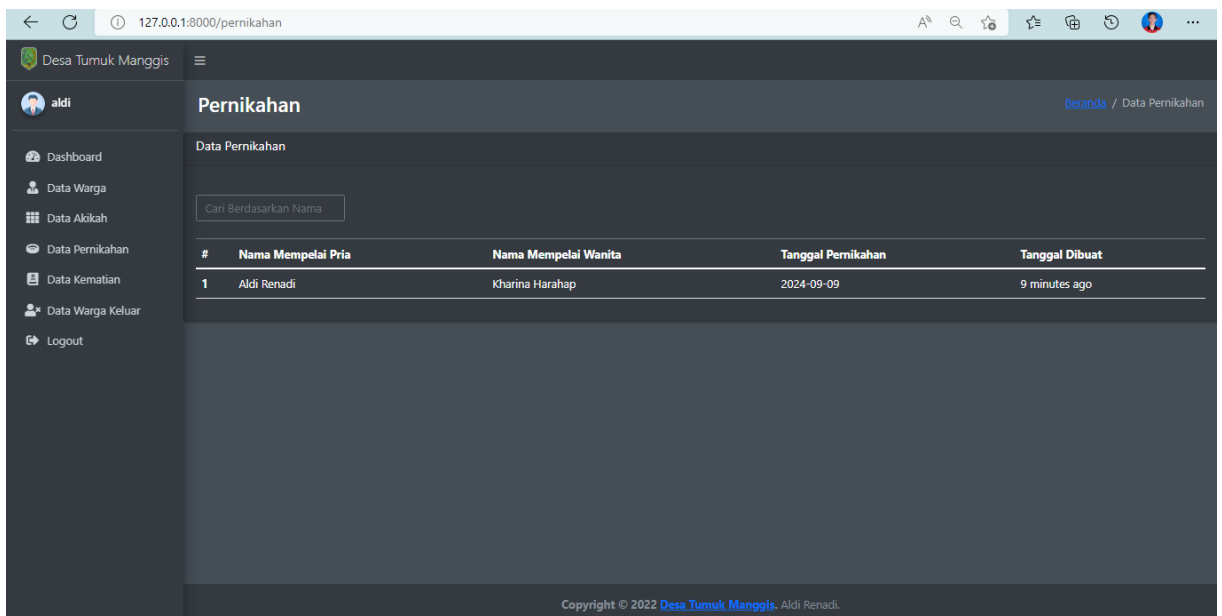 127.0.0.1:8000/pernikahan
Desa Tumuk Manggis
aldi
Dashboard
Data Warga
Data Akikah
Data Pernikahan
Data Kematian
Data Warga Keluar
Logout
Pernikahan
Beranda / Data Pernikahan
Data Pernikahan
Cari Berdasarkan Nama
# Nama Mempelai Pria Nama Mempelai Wanita Tanggal Pernikahan Tanggal Dibuat
1 Aldi Renadi Kharina Harahap 2024-09-09 9 minutes ago
Copyright © 2022 Desa Tumuk Manggis. Aldi Renadi.